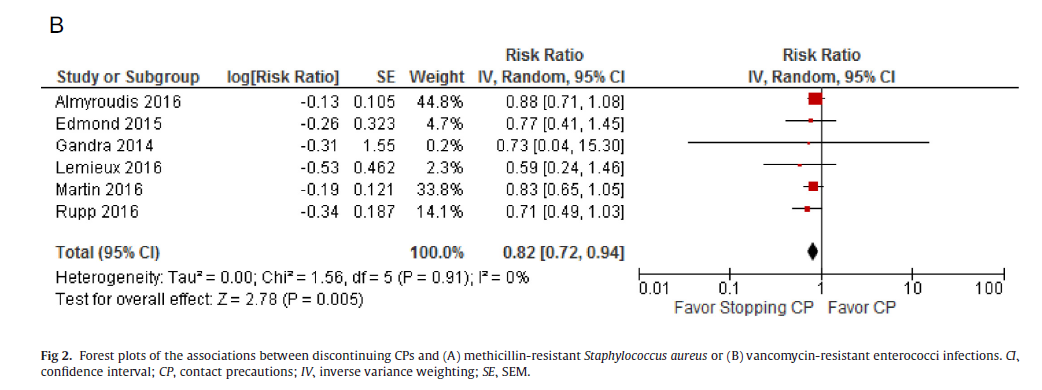 B
Risk Ratio Risk Ratio
Study or Subgroup log[Risk Ratio] SE Weight IV, Random, 95% CI IV, Random, 95% CI
Almyroudis 2016 -0.13 0.105 44.8% 0.88 [0.71, 1.08]
Edmond 2015 -0.26 0.323 4.7% 0.77 [0.41, 1.45]
Gandra 2014 -0.31 1.55 0.2% 0.73 [0.04, 15.30]
Lemieux 2016 -0.53 0.462 2.3% 0.59 [0.24, 1.46]
Martin 2016 -0.19 0.121 33.8% 0.83 [0.65, 1.05]
Rupp 2016 -0.34 0.187 14.1% 0.71 [0.49, 1.03]
Total (95% CI) 100.0% 0.82 [0.72, 0.94]
Heterogeneity: Tau² = 0.00; Chi² = 1.56, df = 5 (P = 0.91); I² = 0%
Test for overall effect: Z = 2.78 (P = 0.005)
0.01 0.1 1 10 100
Favor Stopping CP Favor CP
Fig 2. Forest plots of the associations between discontinuing CPs and (A) methicillin-resistant Staphylococcus aureus or (B) vancomycin-resistant enterococci infections. CI,
confidence interval; CP, contact precautions; IV, inverse variance weighting; SE, SEM.